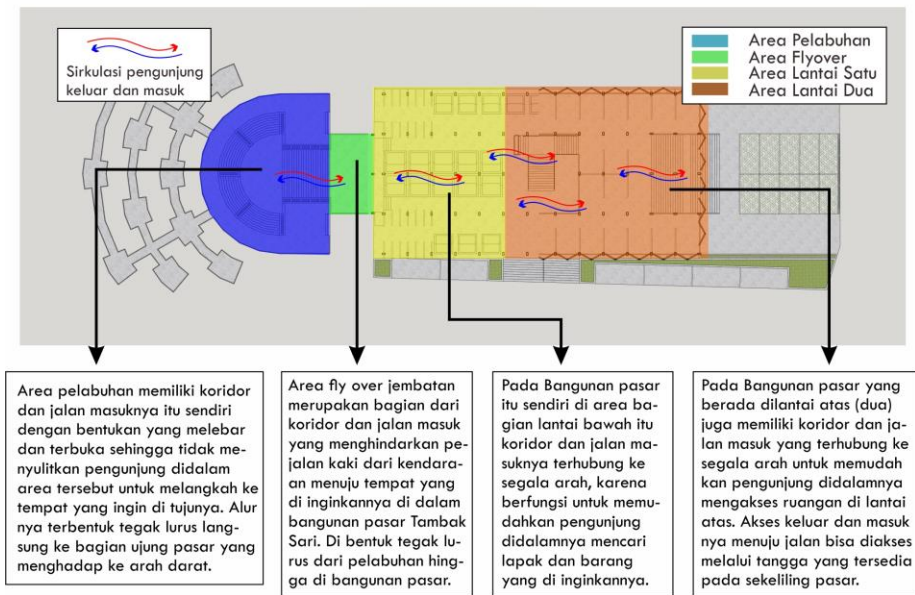 Sirkulasi pengunjung
keluar dan masuk
Area Pelabuhan
Area Flyover
Area Lantai Satu
Area Lantai Dua
Area pelabuhan memiliki koridor
dan jalan masuknya itu sendiri
dengan bentukan yang melebar
dan terbuka sehingga tidak me-
nyulitkan pengunjung didalam
area tersebut untuk melangkah ke
tempat yang ingin di tujunya. Alur
nya terbentuk tegak lurus lang-
sung ke bagian ujung pasar yang
menghadap ke arah darat.
Area fly over jembatan
merupakan bagian dari
koridor dan jalan masuk
yang menghindarkan pe-
jalan kaki dari kendara-
an menuju tempat yang
di inginkannya di dalam
bangunan pasar Tambak
Sari. Di bentuk tegak lu-
rus dari pelabuhan hing-
ga di bangunan pasar.
Pada Bangunan pasar
itu sendiri di area ba-
gian lantai bawah itu
koridor dan jalan ma-
suknya terhubung ke
segala arah, karena
berfungsi untuk memu-
dahkan pengunjung
didalamnya mencari
lapak dan barang
yang di inginkannya.
Pada Bangunan pasar yang
berada dilantai atas (dua)
juga memiliki koridor dan ja-
lan masuk yang terhubung ke
segala arah untuk memudah
kan pengunjung didalamnya
mengakses ruangan di lantai
atas. Akses keluar dan masuk
nya menuju jalan bisa diakses
melalui tangga yang tersedia
pada sekeliling pasar.